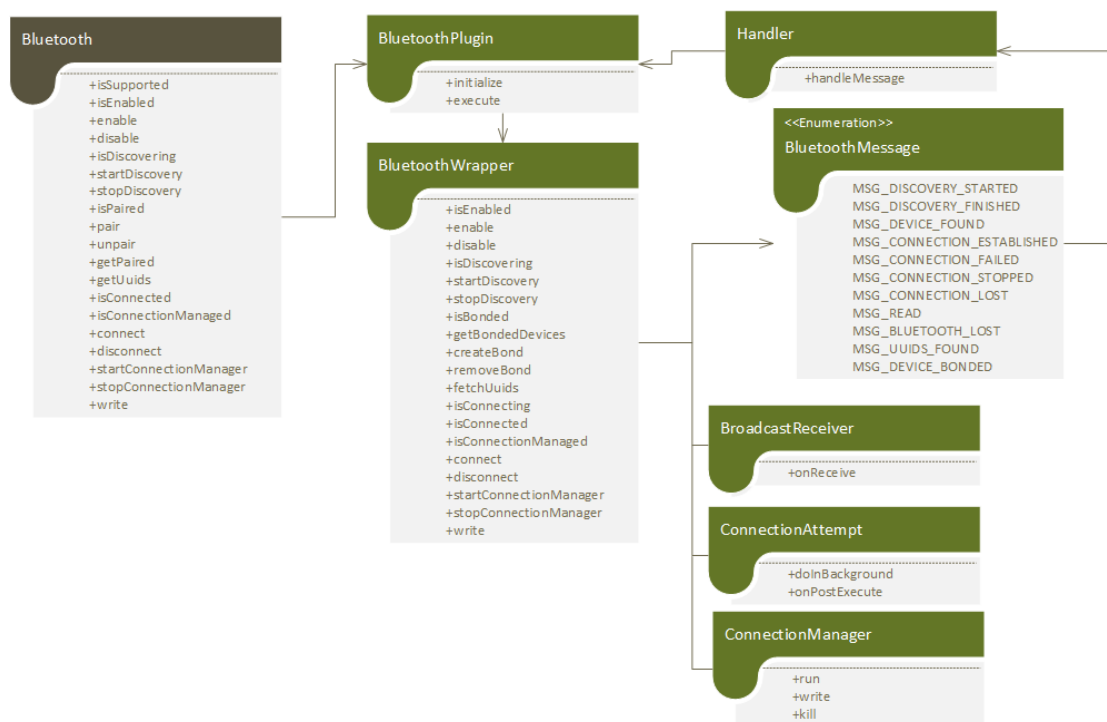 Bluetooth
+isSupported
+isEnabled
+enable
+disable
+isDiscovering
+startDiscovery
+stopDiscovery
+isPaired
+pair
+unpair
+getPaired
+getUuids
+isConnected
+isConnectionManaged
+connect
+disconnect
+startConnectionManager
+stopConnectionManager
+write
BluetoothPlugin
+initialize
+execute
BluetoothWrapper
+isEnabled
+enable
+disable
+isDiscovering
+startDiscovery
+stopDiscovery
+isBonded
+getBondedDevices
+createBond
+removeBond
+fetchUuids
+isConnecting
+isConnected
+isConnectionManaged
+connect
+disconnect
+startConnectionManager
+stopConnectionManager
+write
Handler
+handleMessage
<<Enumeration>>
BluetoothMessage
MSG_DISCOVERY_STARTED
MSG_DISCOVERY_FINISHED
MSG_DEVICE_FOUND
MSG_CONNECTION_ESTABLISHED
MSG_CONNECTION_FAILED
MSG_CONNECTION_STOPPED
MSG_CONNECTION_LOST
MSG_READ
MSG_BLUETOOTH_LOST
MSG_UUIDS_FOUND
MSG_DEVICE_BONDED
BroadcastReceiver
+onReceive
ConnectionAttempt
+doInBackground
+onPostExecute
ConnectionManager
+run
+write
+kill